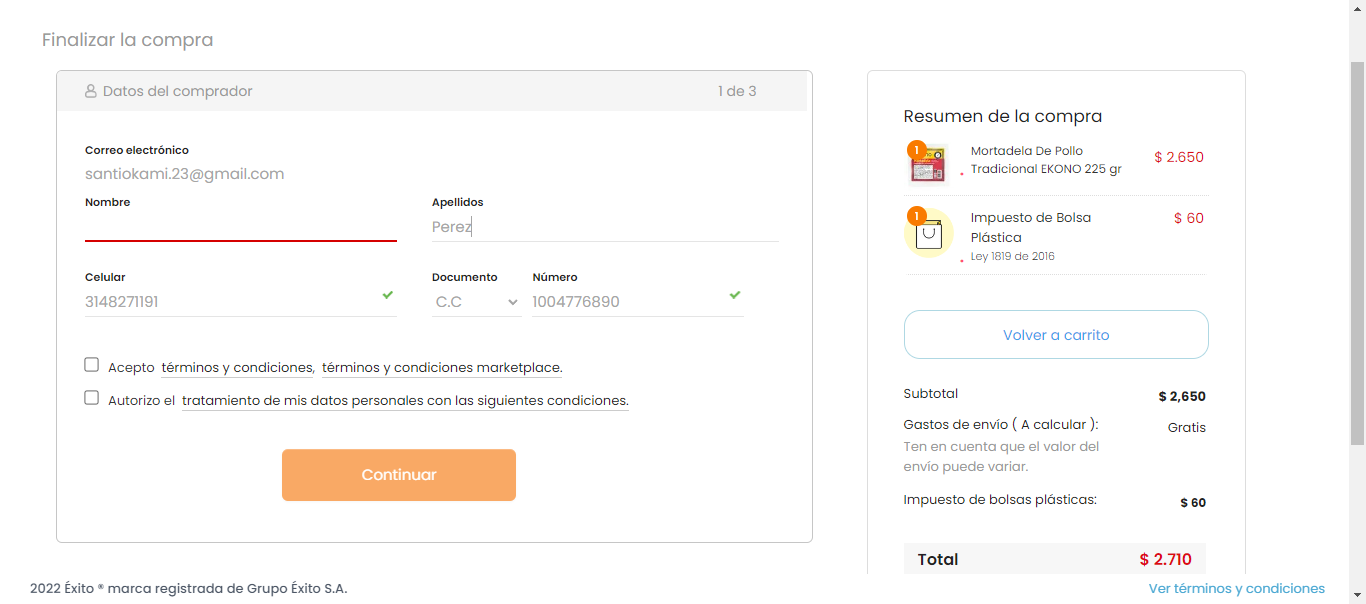 Finalizar la compra
Datos del comprador
1 de 3
Correo electrónico
santiokami.23@gmail.com
Nombre
Apellidos
Perez
Celular
Documento
Número
3148271191
C.C
1004776890
Acepto términos y condiciones, términos y condiciones marketplace.
Autorizo el tratamiento de mis datos personales con las siguientes condiciones.
Continuar
Resumen de la compra
1
Mortadela De Pollo
Tradicional EKONO 225 gr
$ 2.650
1
Impuesto de Bolsa
Plástica
Ley 1819 de 2016
$ 60
Volver a carrito
Subtotal
$ 2,650
Gastos de envío ( A calcular ):
Gratis
Ten en cuenta que el valor del
envío puede variar.
Impuesto de bolsas plásticas:
$ 60
Total
$ 2.710
2022 Éxito ® marca registrada de Grupo Éxito S.A.
Ver términos y condiciones